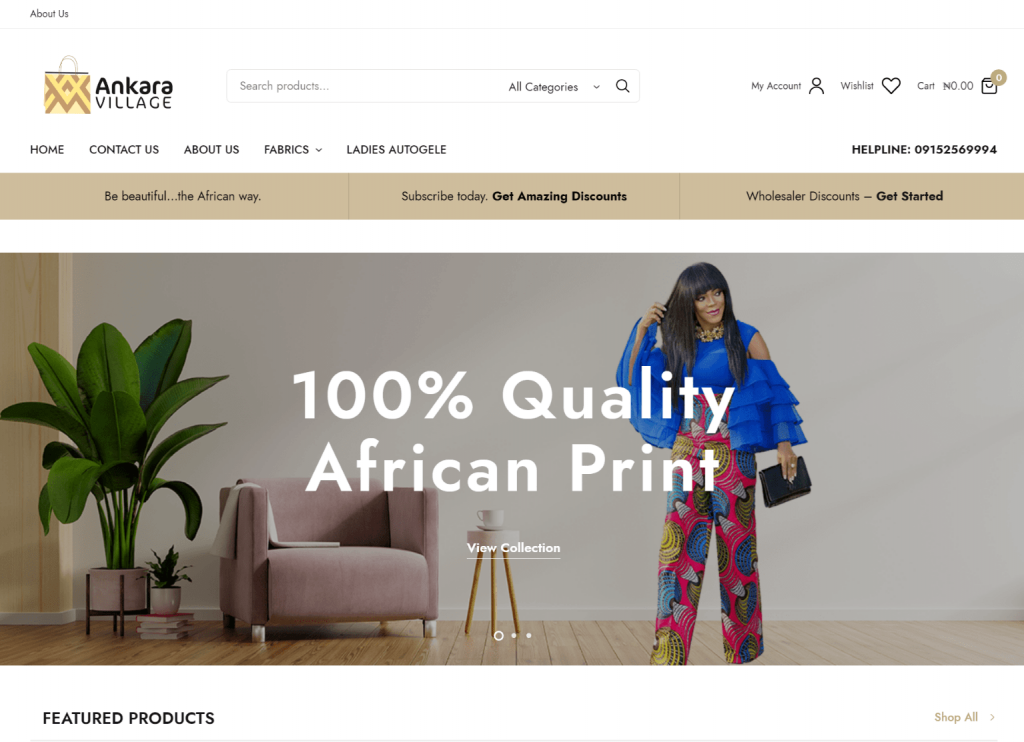 About Us
Ankara
VILLAGE
Search products...
All Categories
My Account
Wishlist
Cart ₦0.00
0
HOME
CONTACT US
ABOUT US
FABRICS
LADIES AUTOGELE
HELPLINE: 09152569994
Be beautiful...the African way.
Subscribe today. Get Amazing Discounts
Wholesaler Discounts – Get Started
100% Quality
African Print
View Collection
FEATURED PRODUCTS
Shop All